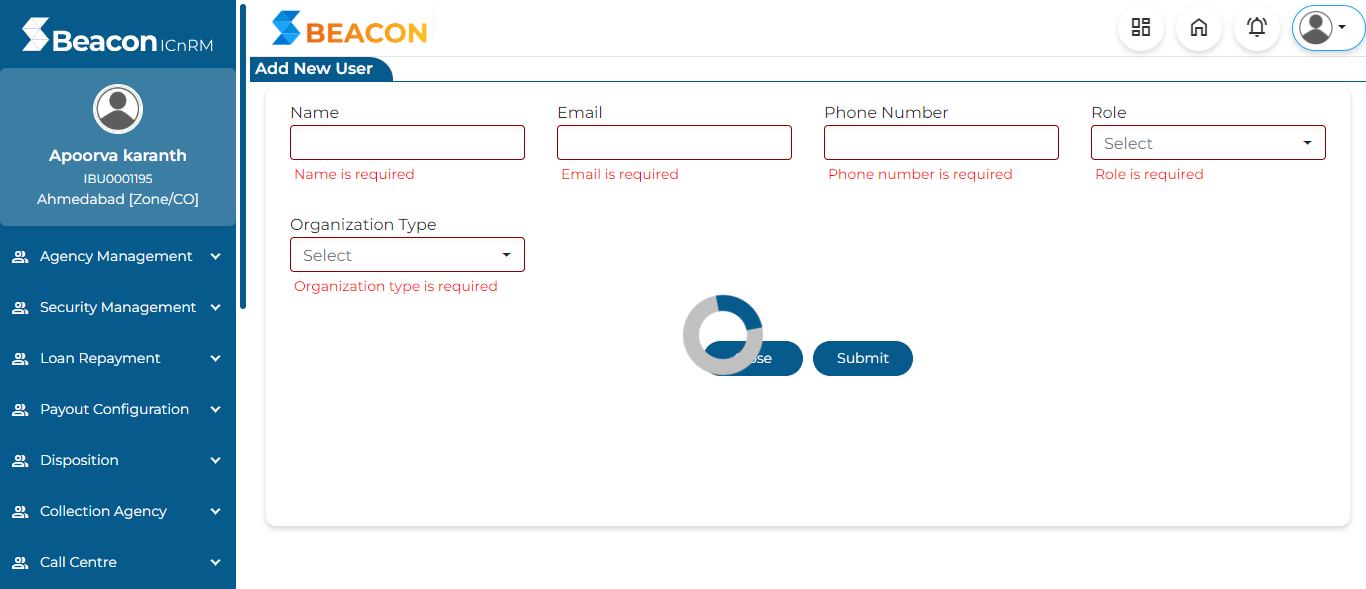 Beacon ICnRM
BEACON
Add New User
Apoorva karanth
IBU0001195
Ahmedabad [Zone/CO]
Agency Management
Security Management
Loan Repayment
Payout Configuration
Disposition
Collection Agency
Call Centre
Name
Email
Phone Number
Role
Select
Name is required
Email is required
Phone number is required
Role is required
Organization Type
Select
Organization type is required
Submit